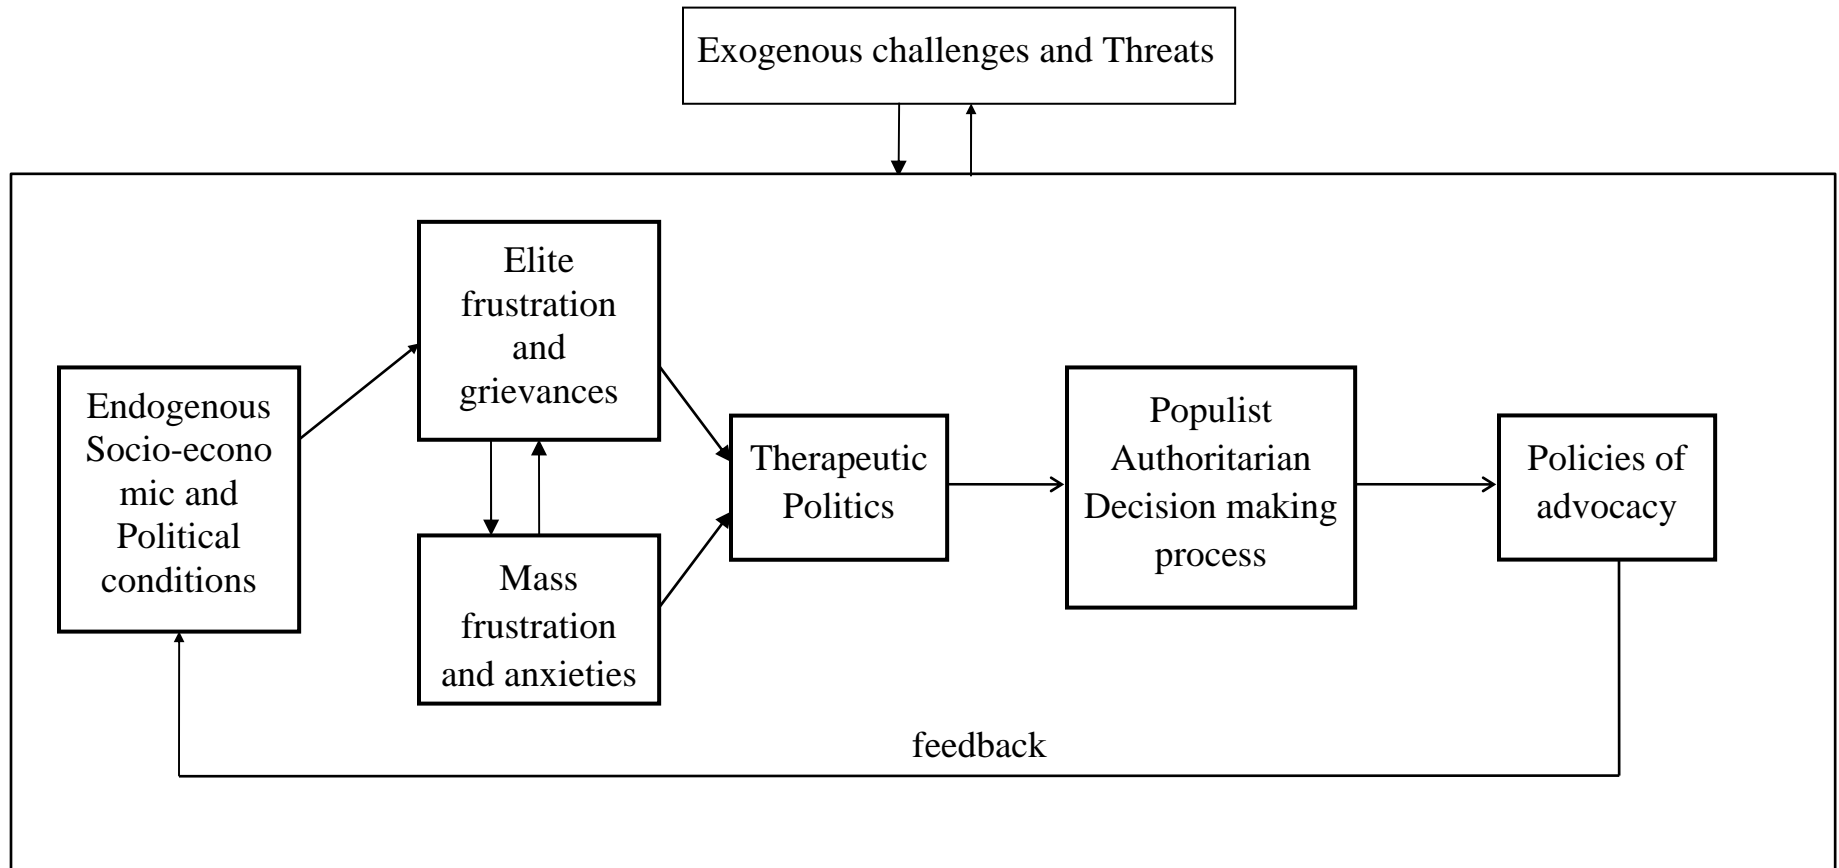 Exogenous challenges and Threats
Elite
frustration
and
grievances
Endogenous
Socio-econo
mic and
Political
conditions
Mass
frustration
and anxieties
Therapeutic
Politics
Populist
Authoritarian
Decision making
process
Policies of
advocacy
feedback